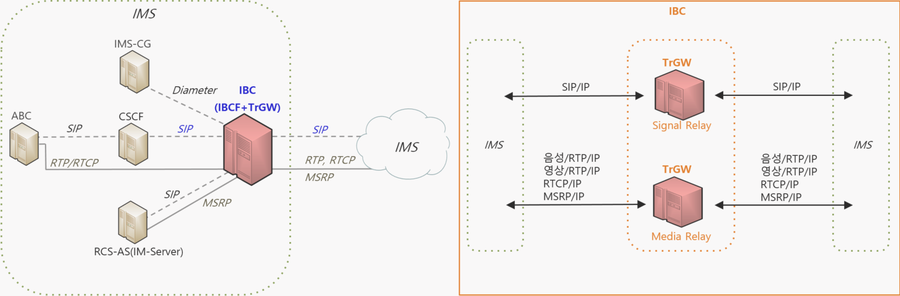 IMS
IMS-CG
Diameter
IBC
(IBCF+TrGW)
ABC
SIP
CSCF
SIP
SIP
RTP/RTCP
RTP, RTCP
MSRP
IMS
SIP
MSRP
RCS-AS(IM-Server)
IBC
TrGW
SIP/IP
SIP/IP
Signal Relay
IMS
IMS
음성/RTP/IP
영상/RTP/IP
RTCP/IP
MSRP/IP
TrGW
Media Relay
음성/RTP/IP
영상/RTP/IP
RTCP/IP
MSRP/IP